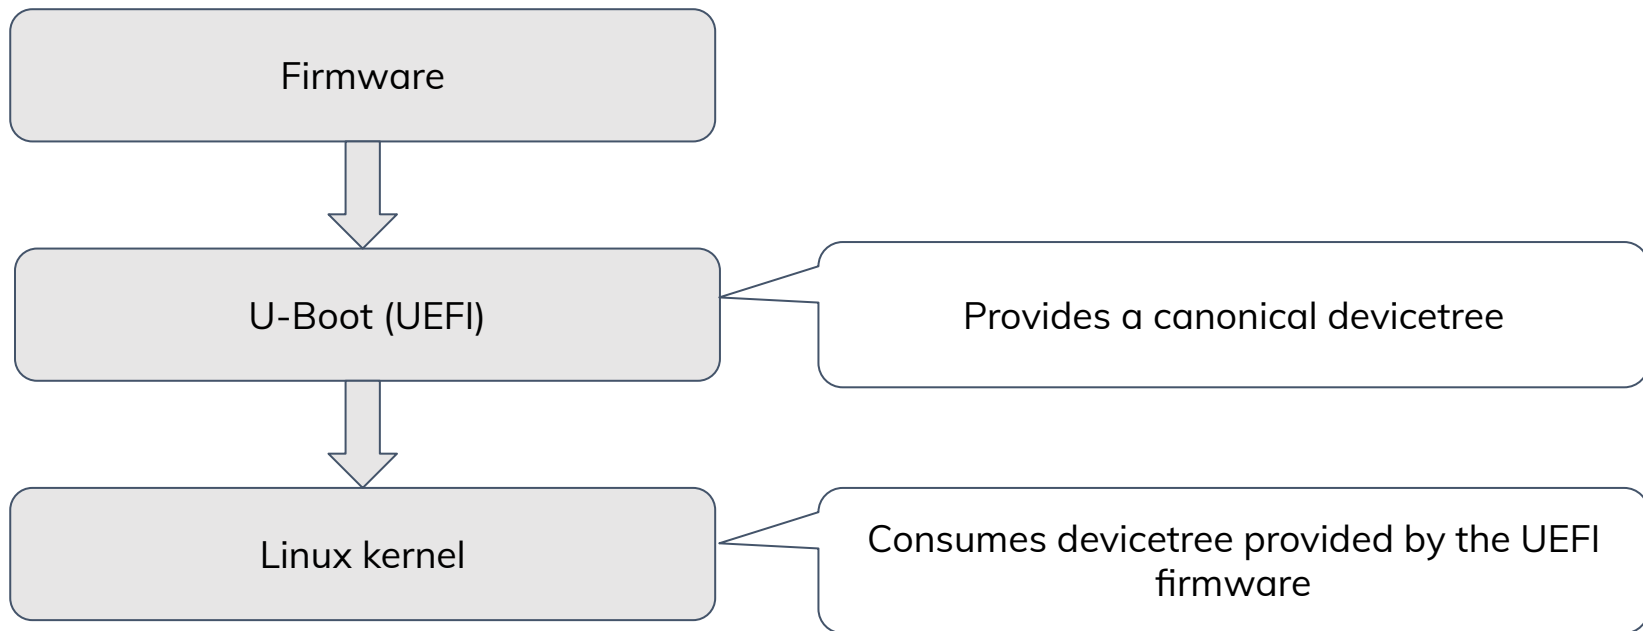 Firmware
U-Boot (UEFI)
Provides a canonical devicetree
Linux kernel
Consumes devicetree provided by the UEFI
firmware